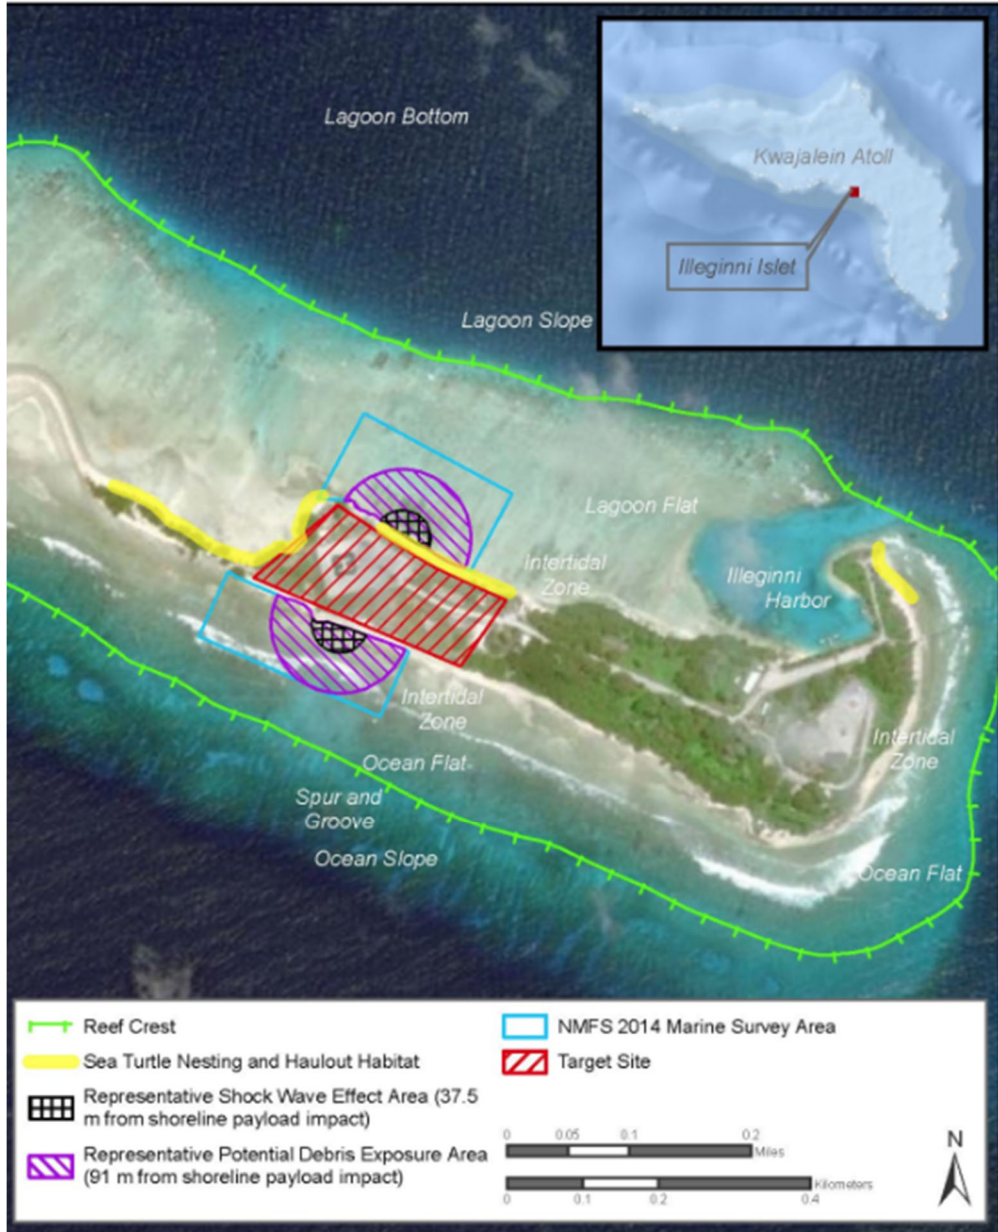 Lagoon Bottom
Kwajalein Atoll
Illeginni Islet
Lagoon Slope
Lagoon Flat
Intertidal
Zone
Illeginni
Harbor
Intertidal
Zone
Intertidal
Zone
Ocean Flat
Spur and
Groove
Ocean Slope
Ocean Flat
Reef Crest
Sea Turtle Nesting and Haulout Habitat
Representative Shock Wave Effect Area (37.5
m from shoreline payload impact)
Representative Potential Debris Exposure Area
(91 m from shoreline payload impact)
NMFS 2014 Marine Survey Area
Target Site
0 0.05 0.1 0.2
Miles
Kilometers
0 0.1 0.2 0.4
N